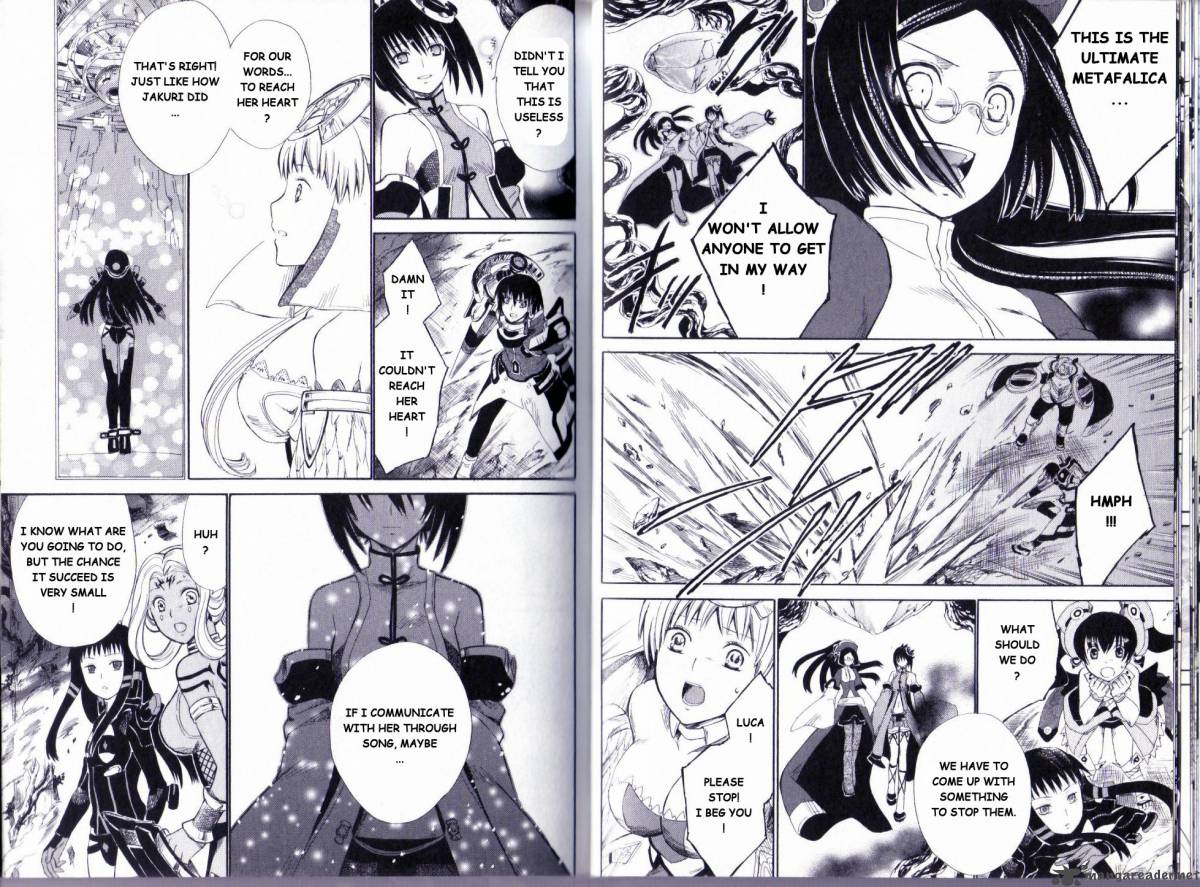 THIS IS THE
ULTIMATE
METAFALICA
...
I
WON'T ALLOW
ANYONE TO GET
IN MY WAY
!
HMPH
!!!
WHAT
SHOULD
WE DO
?
WE HAVE TO
COME UP WITH
SOMETHING
TO STOP THEM.
LUCA
!
PLEASE
STOP!
I BEG YOU
!
DIDN'T I
TELL YOU
THAT
THIS IS
USELESS
?
DAMN
IT
!
IT
COULDN'T
REACH
HER
HEART
!
FOR OUR
WORDS...
TO REACH
HER HEART
?
THAT'S RIGHT!
JUST LIKE HOW
JAKURI DID
...
IF I COMMUNICATE
WITH HER THROUGH
SONG, MAYBE
...
HUH
?
I KNOW WHAT ARE
YOU GOING TO DO,
BUT THE CHANCE
IT SUCCEED IS
VERY SMALL
!
mangareader.net